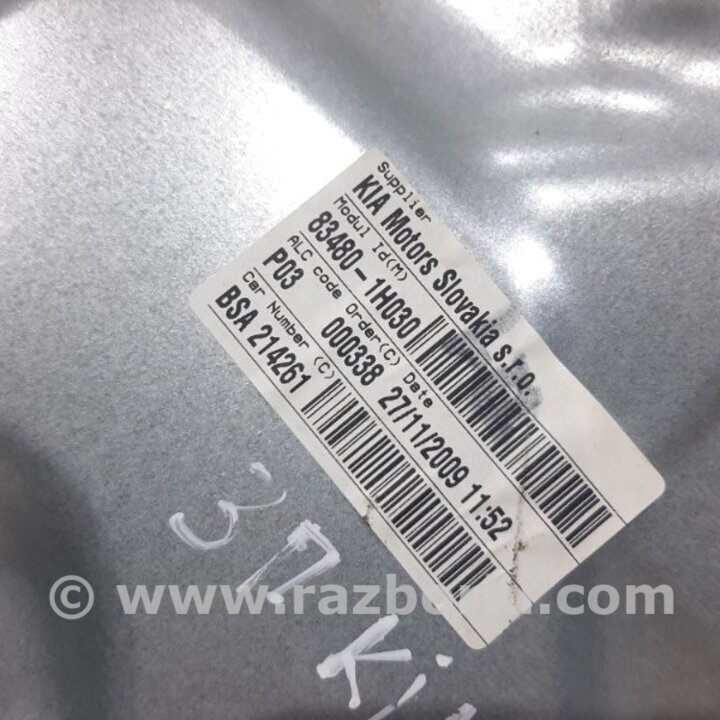 Supplier
KIA Motors Slovakia s.r.o.
Modul Id(M)
83480-1H030
ALC code Order(C) Date
P03 000338 27/11/2009 11:52
Car Number (C)
BSA 214261
ЗП
© www.razborka.com